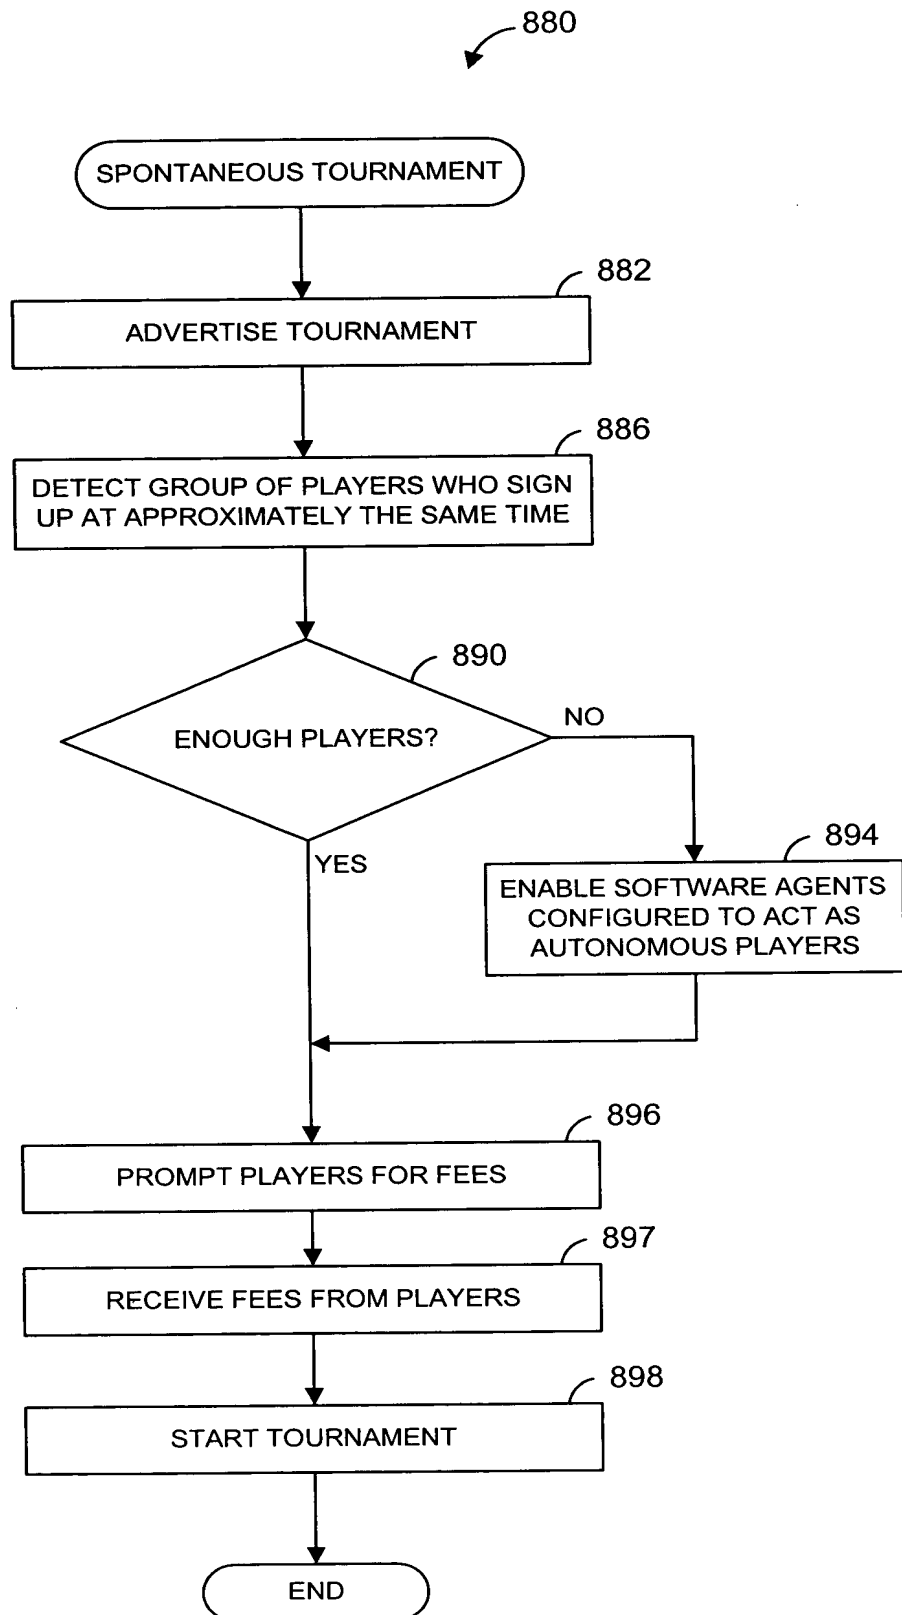 880
SPONTANEOUS TOURNAMENT
882
ADVERTISE TOURNAMENT
886
DETECT GROUP OF PLAYERS WHO SIGN
UP AT APPROXIMATELY THE SAME TIME
890
ENOUGH PLAYERS?
NO
YES
894
ENABLE SOFTWARE AGENTS
CONFIGURED TO ACT AS
AUTONOMOUS PLAYERS
896
PROMPT PLAYERS FOR FEES
897
RECEIVE FEES FROM PLAYERS
898
START TOURNAMENT
END